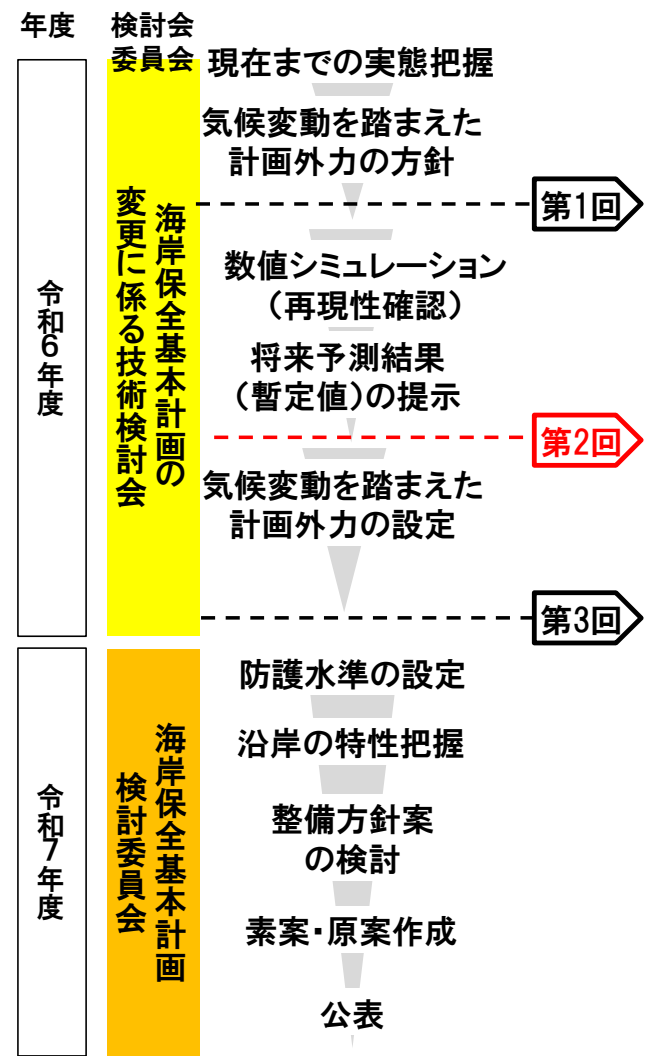 年度
検討会
委員会
現在までの実態把握
気候変動を踏まえた
計画外力の方針
第1回
数値シミュレーション
（再現性確認）
将来予測結果
（暫定値）の提示
第2回
気候変動を踏まえた
計画外力の設定
第3回
令和6年度
海岸保全基本計画の
変更に係る技術検討会
防護水準の設定
沿岸の特性把握
整備方針案
の検討
素案・原案作成
公表
令和7年度
海岸保全基本計画
検討委員会